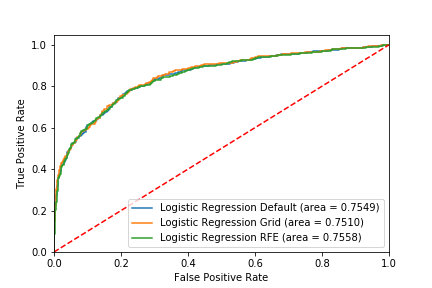 1.0
0.8
0.6
0.4
0.2
0.0
True Positive Rate
Logistic Regression Default (area = 0.7549)
Logistic Regression Grid (area = 0.7510)
Logistic Regression RFE (area = 0.7558)
0.0 0.2 0.4 0.6 0.8 1.0
False Positive Rate